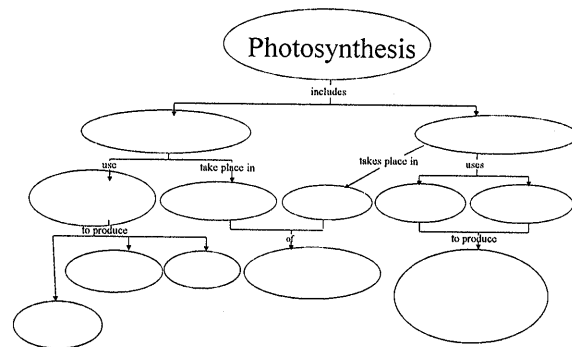 Photosynthesis
includes
use
take place in
takes place in
uses
to produce
of
to produce